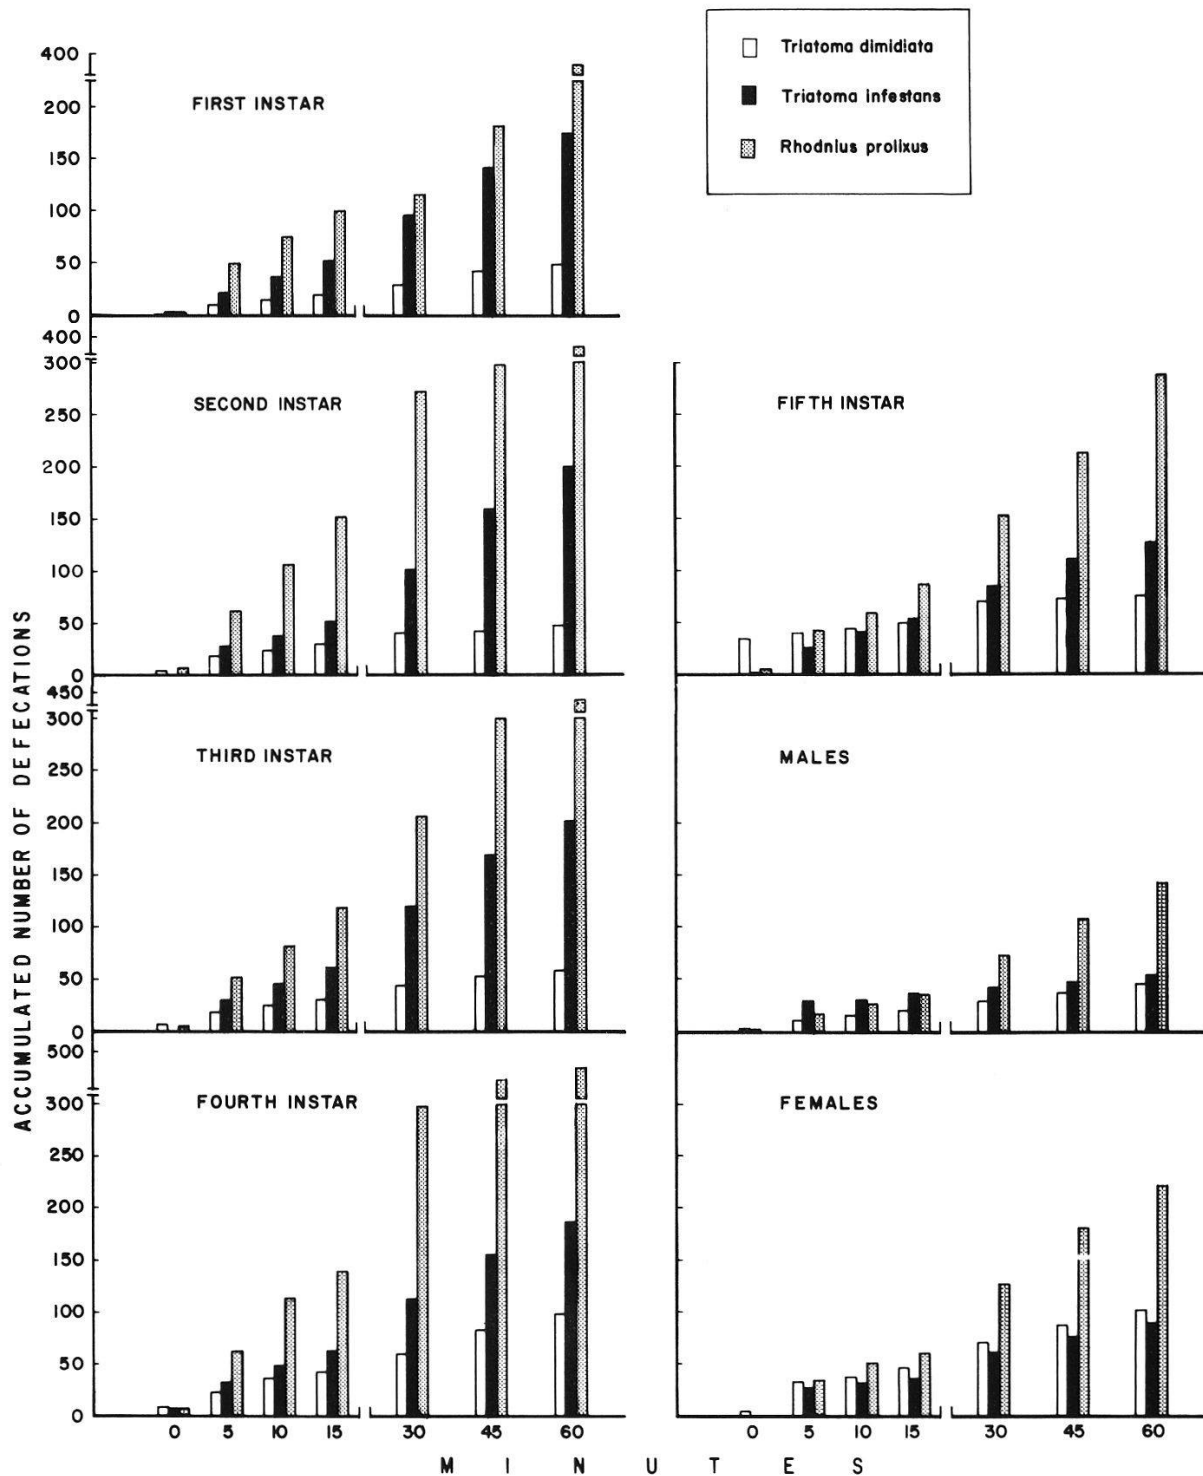 Triatoma dimidiata
Triatoma infestans
Rhodnius prolixus
ACCUMULATED NUMBER OF DEFECATIONS
FIRST INSTAR
400
200
150
100
50
0
SECOND INSTAR
400
300
250
200
150
100
50
0
THIRD INSTAR
450
300
250
200
150
100
50
0
FOURTH INSTAR
500
300
250
200
150
100
50
0
0 5 10 15 30 45 60
FIFTH INSTAR
MALES
FEMALES
0 5 10 15 30 45 60
MINUTES